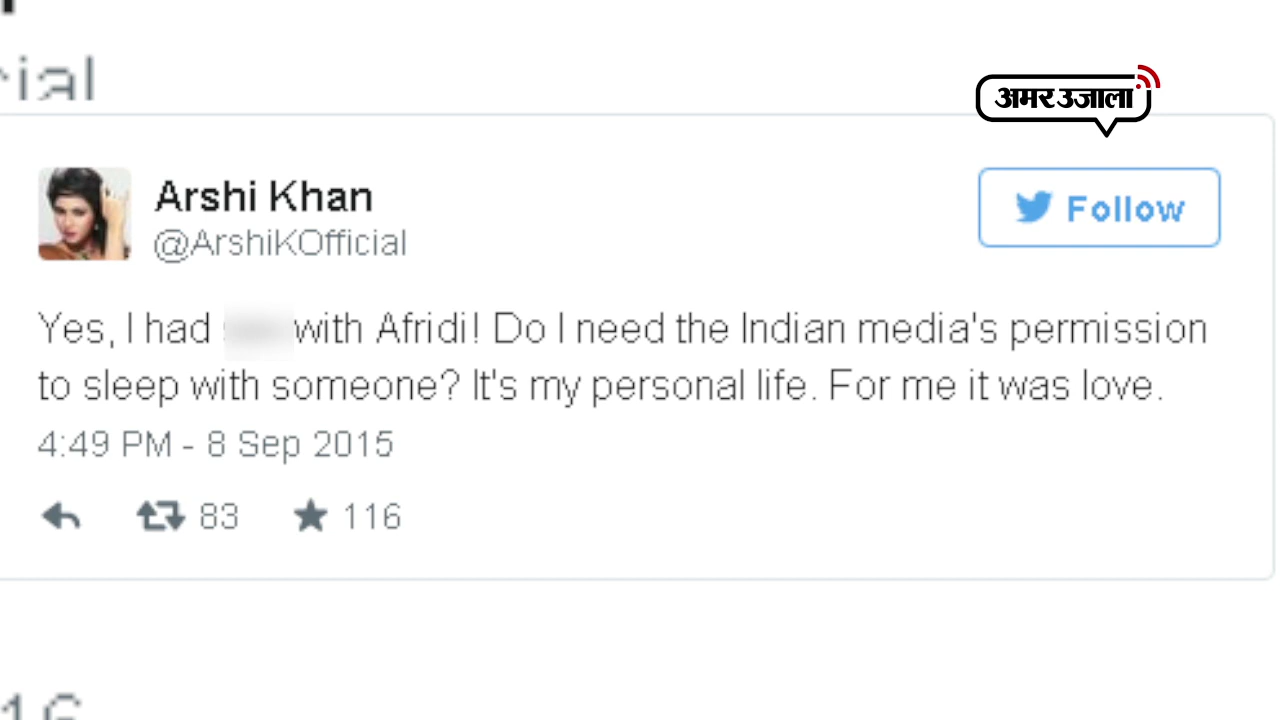 rial
अमर उजाला
Arshi Khan
@ArshiKOfficial
Follow
Yes, I had with Afridi! Do I need the Indian media's permission
to sleep with someone? It's my personal life. For me it was love.
4:49 PM - 8 Sep 2015
83 116